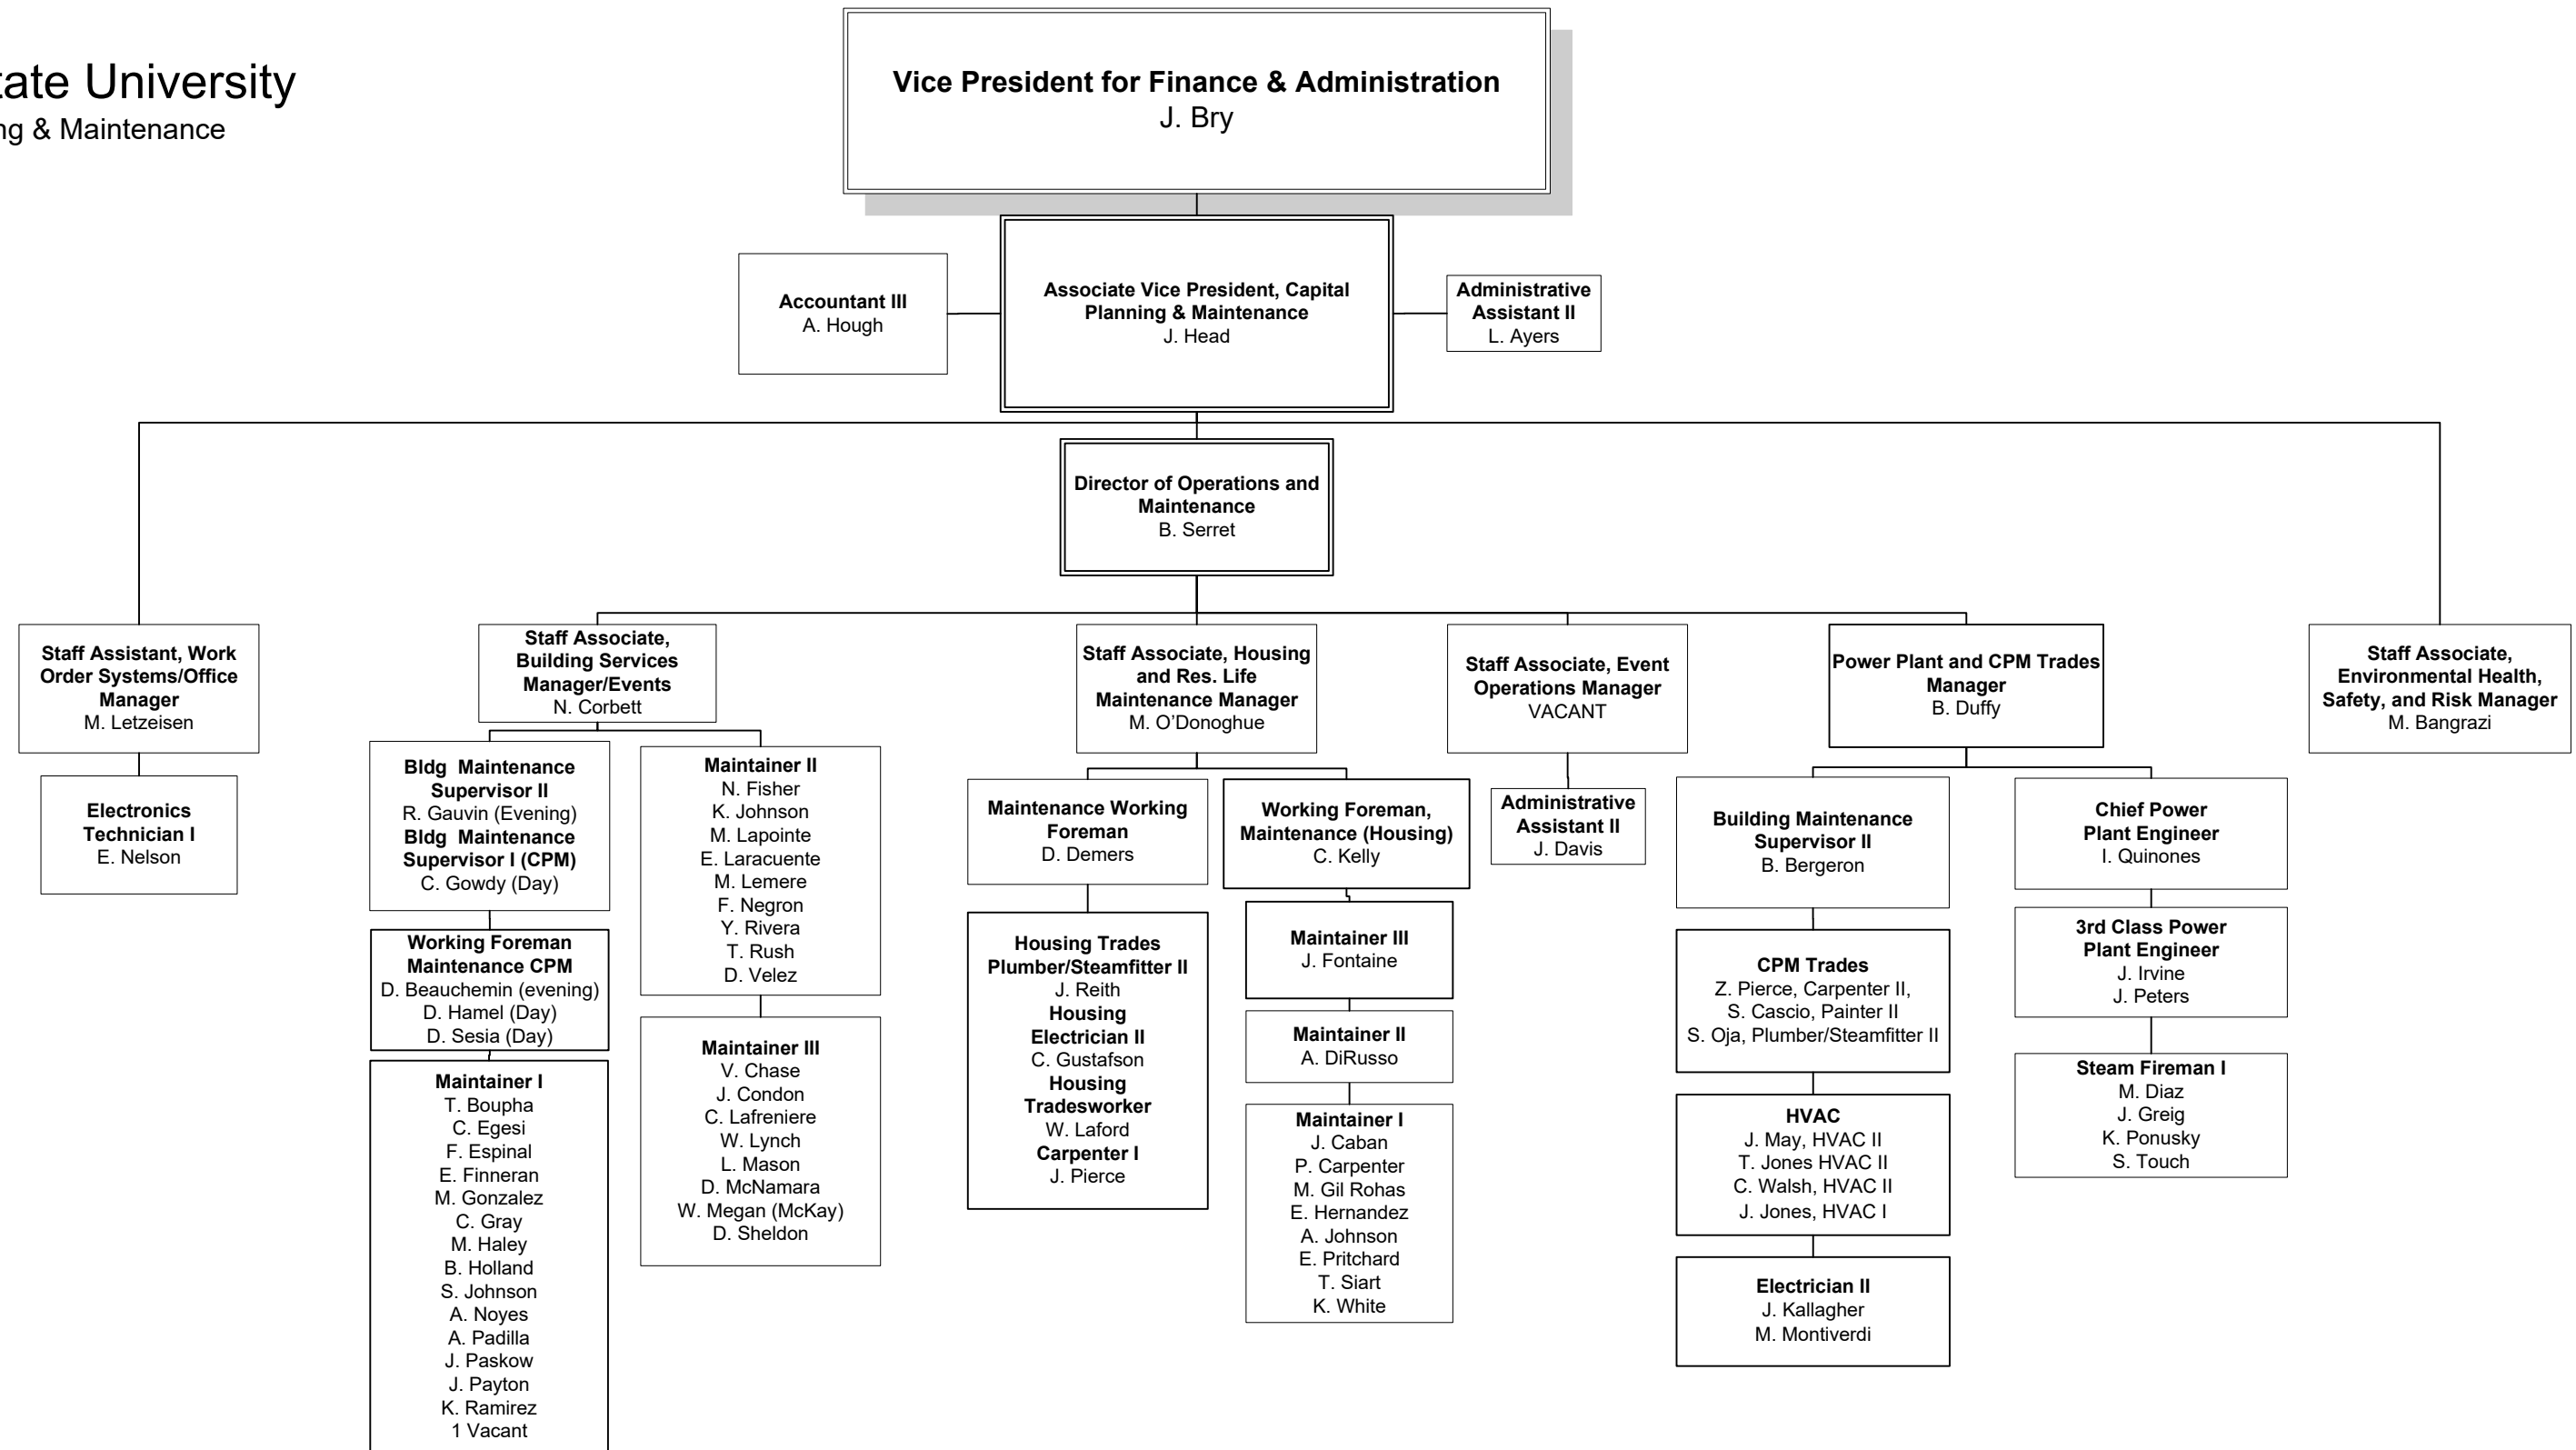 tate University
ng & Maintenance
Vice President for Finance & Administration
J. Bry
Accountant III
A. Hough
Associate Vice President, Capital
Planning & Maintenance
J. Head
Administrative
Assistant II
L. Ayers
Director of Operations and
Maintenance
B. Serret
Staff Assistant, Work
Order Systems/Office
Manager
M. Letzeisen
Electronics
Technician I
E. Nelson
Staff Associate,
Building Services
Manager/Events
N. Corbett
Bldg Maintenance
Supervisor II
R. Gauvin (Evening)
Bldg Maintenance
Supervisor I (CPM)
C. Gowdy (Day)
Working Foreman
Maintenance CPM
D. Beauchemin (evening)
D. Hamel (Day)
D. Sesia (Day)
Maintainer I
T. Boupha
C. Egesi
F. Espinal
E. Finneran
M. Gonzalez
C. Gray
M. Haley
B. Holland
S. Johnson
A. Noyes
A. Padilla
J. Paskow
J. Payton
K. Ramirez
1 Vacant
Maintainer II
N. Fisher
K. Johnson
M. Lapointe
E. Laracuente
M. Lemere
F. Negron
Y. Rivera
T. Rush
D. Velez
Maintainer III
V. Chase
J. Condon
C. Lafreniere
W. Lynch
L. Mason
D. McNamara
W. Megan (McKay)
D. Sheldon
Staff Associate, Housing
and Res. Life
Maintenance Manager
M. O’Donoghue
Maintenance Working
Foreman
D. Demers
Housing Trades
Plumber/Steamfitter II
J. Reith
Housing
Electrician II
C. Gustafson
Housing
Tradesworker
W. Laford
Carpenter I
J. Pierce
Working Foreman,
Maintenance (Housing)
C. Kelly
Maintainer III
J. Fontaine
Maintainer II
A. DiRusso
Maintainer I
J. Caban
P. Carpenter
M. Gil Rohas
E. Hernandez
A. Johnson
E. Pritchard
T. Siart
K. White
Staff Associate, Event
Operations Manager
VACANT
Administrative
Assistant II
J. Davis
Power Plant and CPM Trades
Manager
B. Duffy
Building Maintenance
Supervisor II
B. Bergeron
CPM Trades
Z. Pierce, Carpenter II,
S. Cascio, Painter II
S. Oja, Plumber/Steamfitter II
HVAC
J. May, HVAC II
T. Jones HVAC II
C. Walsh, HVAC II
J. Jones, HVAC I
Electrician II
J. Kallagher
M. Montiverdi
Chief Power
Plant Engineer
I. Quinones
3rd Class Power
Plant Engineer
J. Irvine
J. Peters
Steam Fireman I
M. Diaz
J. Greig
K. Ponusky
S. Touch
Staff Associate,
Environmental Health,
Safety, and Risk Manager
M. Bangrazi